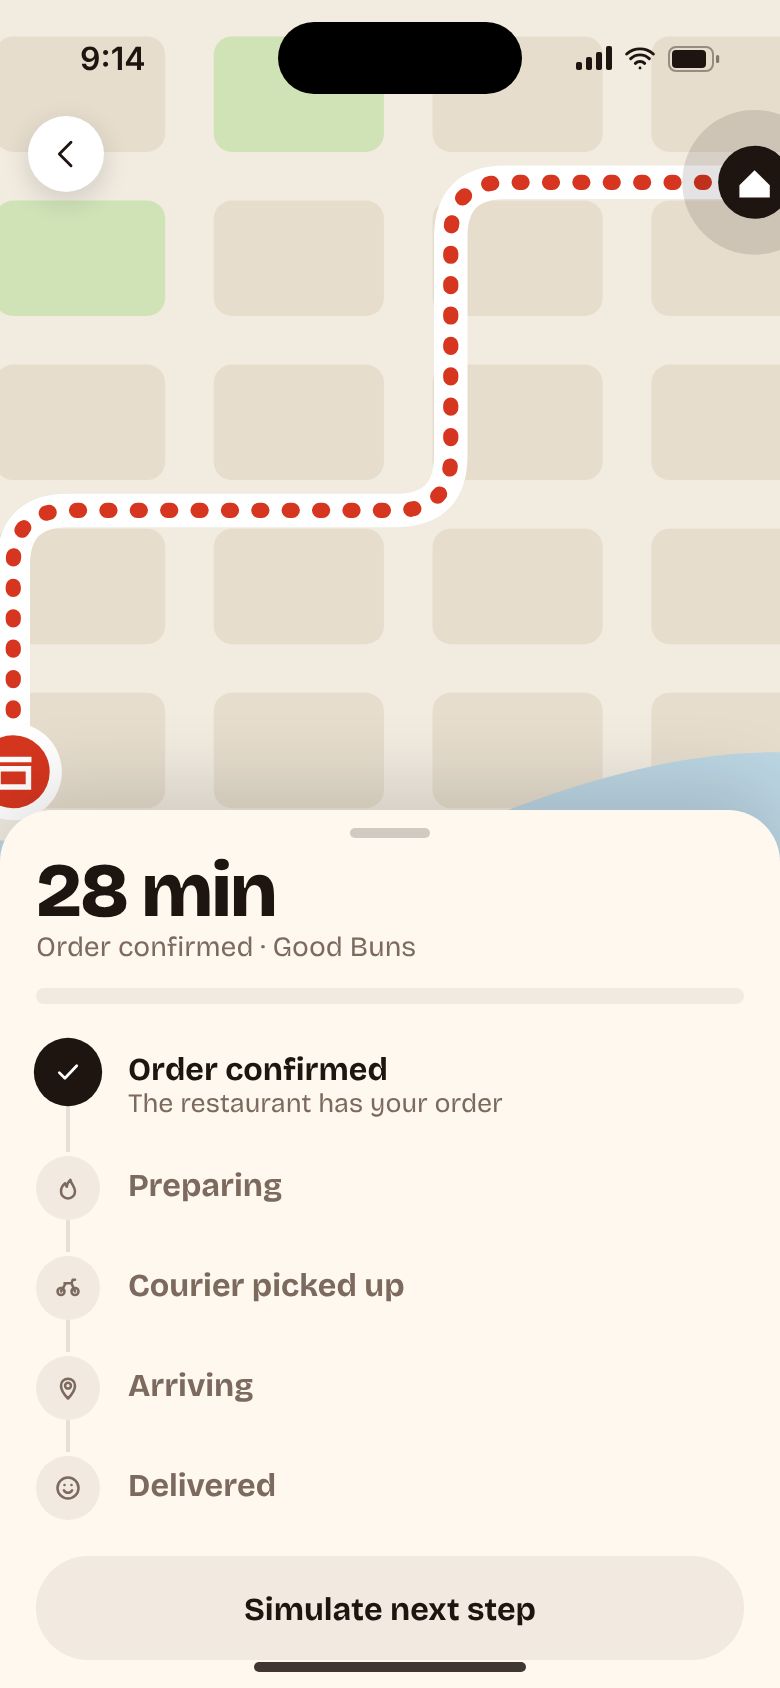 9:14
28 min
Order confirmed · Good Buns
Order confirmed
The restaurant has your order
Preparing
Courier picked up
Arriving
Delivered
Simulate next step